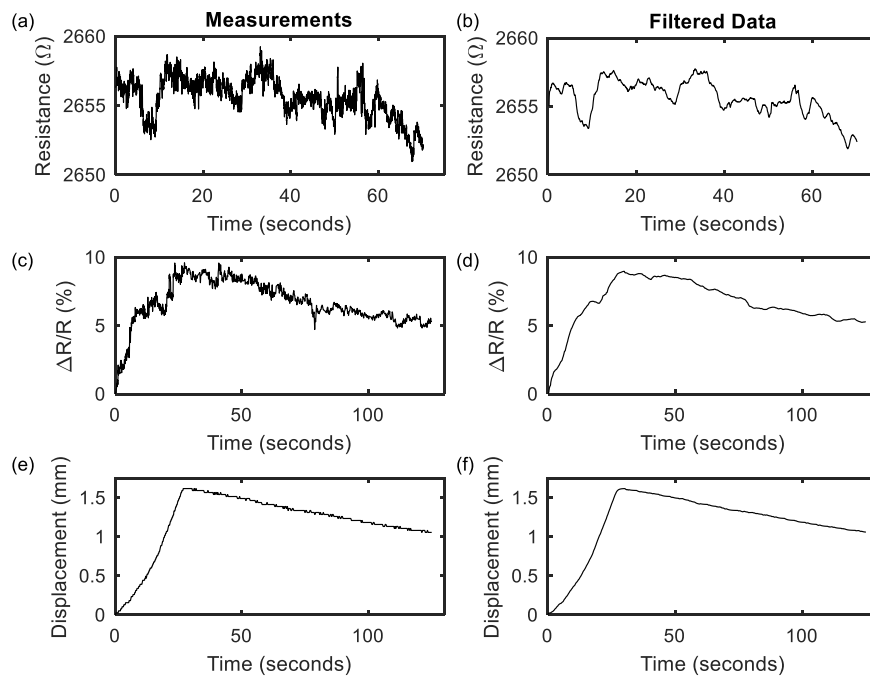 Measurements
Filtered Data
(a)
Resistance (Ω)
2660
2655
2650
0 20 40 60
Time (seconds)
(b)
Resistance (Ω)
2660
2655
2650
0 20 40 60
Time (seconds)
(c)
ΔR/R (%)
10
5
0
0 50 100
Time (seconds)
(d)
ΔR/R (%)
10
5
0
0 50 100
Time (seconds)
(e)
Displacement (mm)
1.5
1
0.5
0
0 50 100
Time (seconds)
(f)
Displacement (mm)
1.5
1
0.5
0
0 50 100
Time (seconds)